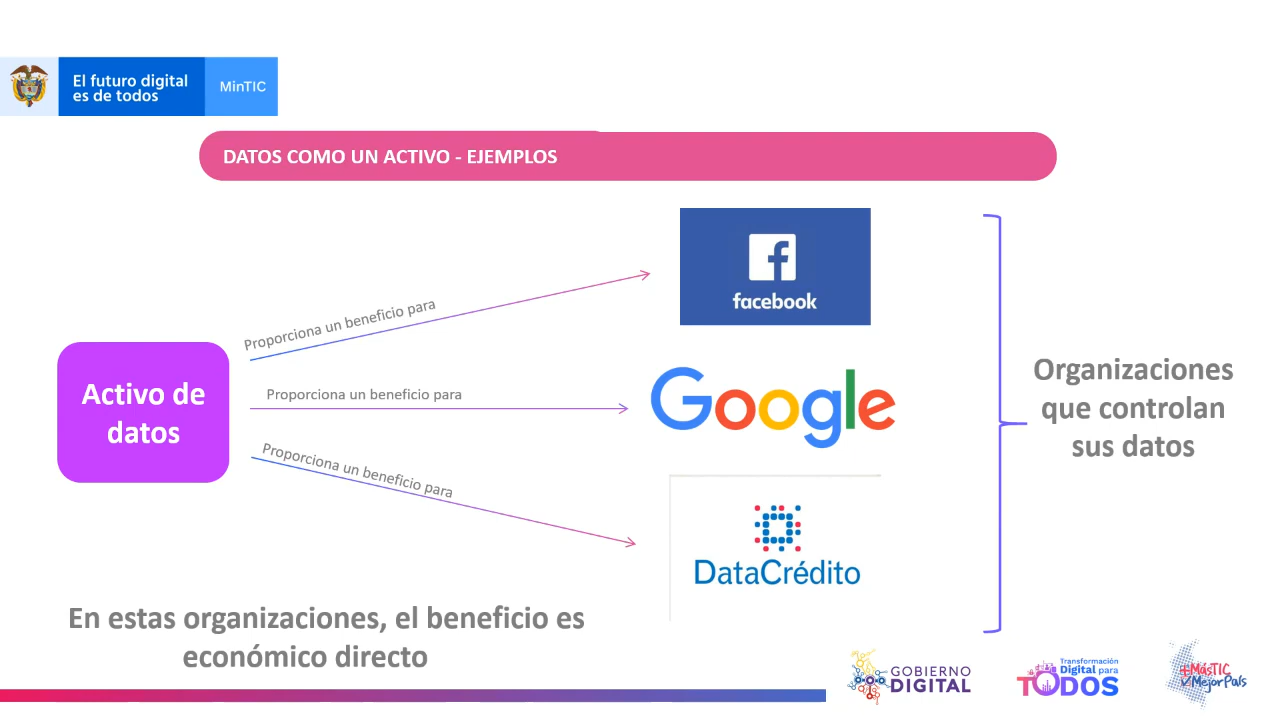 El futuro digital
es de todos
MinTIC
DATOS COMO UN ACTIVO - EJEMPLOS
facebook
Proporciona un beneficio para
Activo de
datos
Proporciona un beneficio para
Google
Organizaciones
que controlan
sus datos
Proporciona un beneficio para
DataCrédito
En estas organizaciones, el beneficio es
económico directo
GOBIERNO
DIGITAL
Transformación
Digital para
TODOS
+MásTIC
MejorPaís